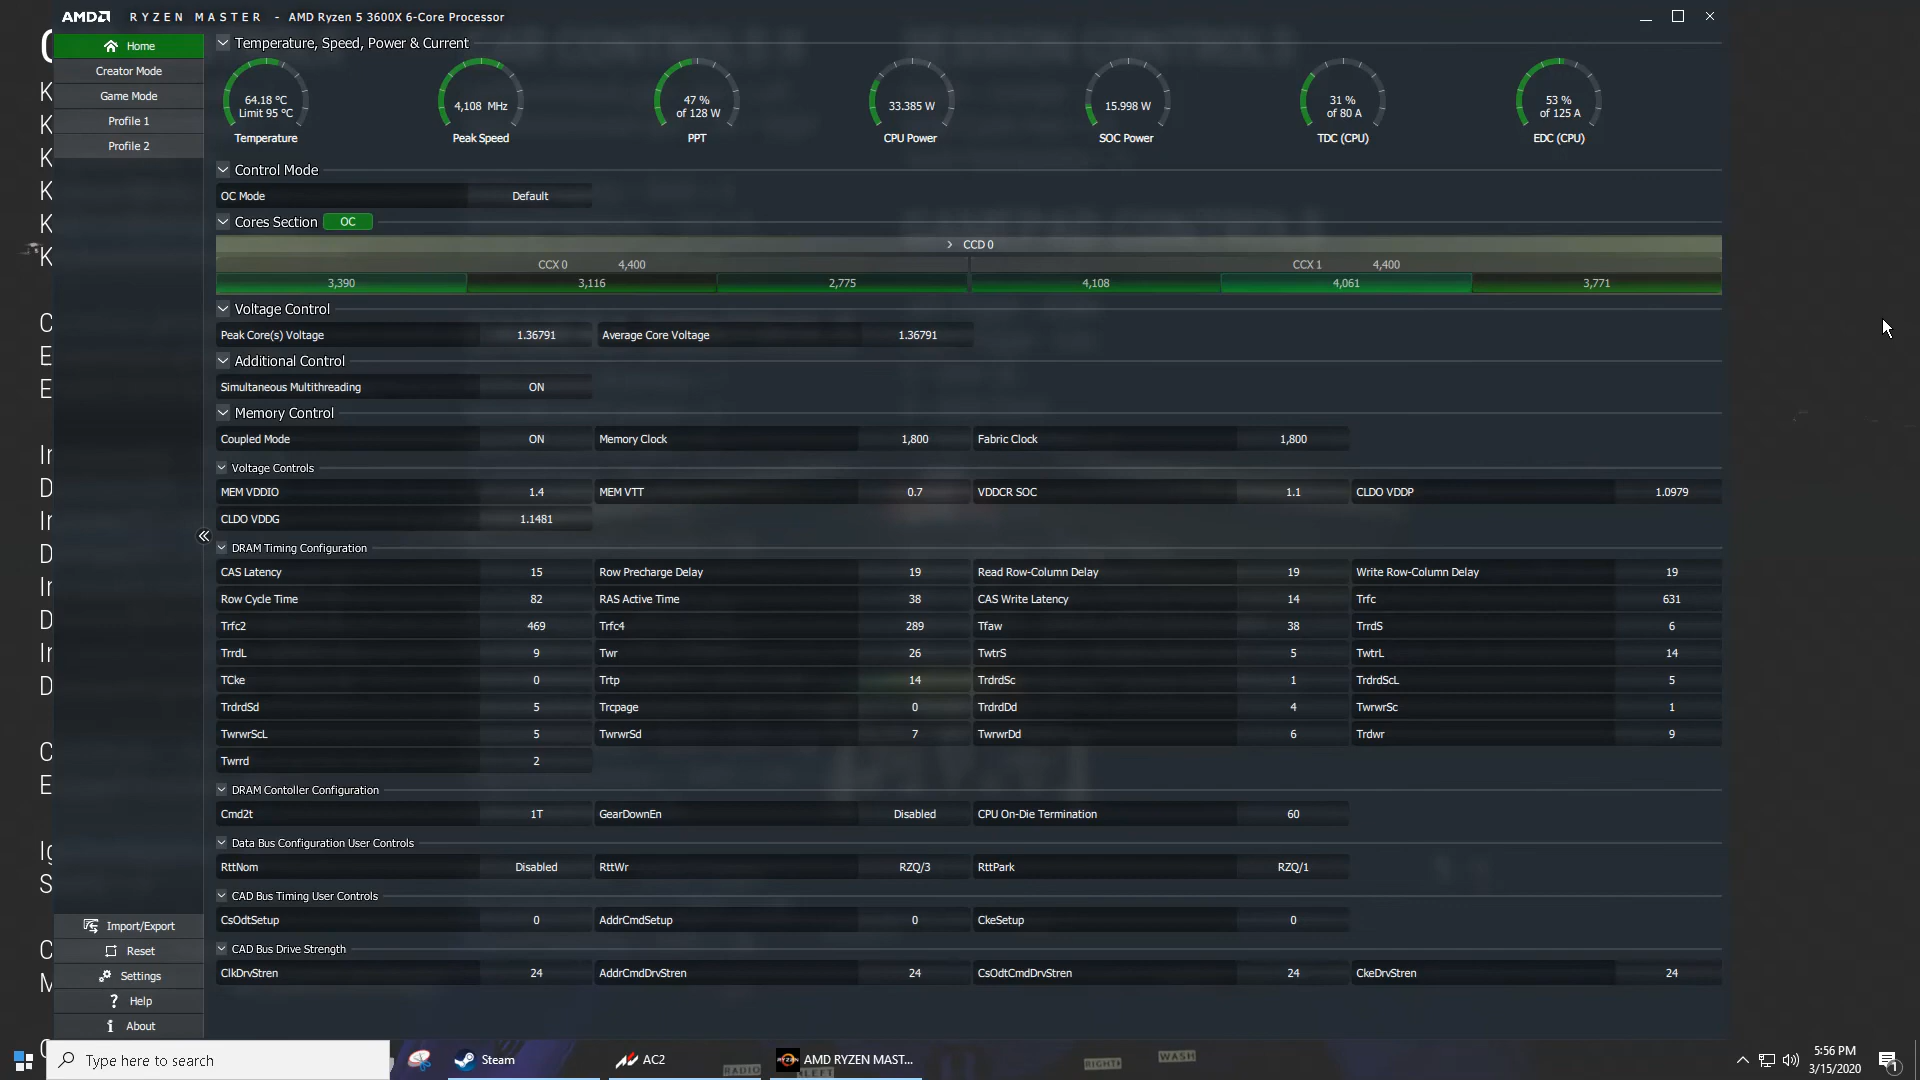 AMD RYZEN MASTER - AMD Ryzen 5 3600X 6-Core Processor
Home
Creator Mode
Game Mode
Profile 1
Profile 2
Temperature, Speed, Power & Current
64.18 °C
Limit 95 °C
Temperature
4,108 MHz
Peak Speed
47 %
of 128 W
PPT
33.385 W
CPU Power
15.998 W
SOC Power
31 %
of 80 A
TDC (CPU)
53 %
of 125 A
EDC (CPU)
Control Mode
OC Mode Default
Cores Section OC
CCD 0
CCX 0 4,400 CCX 1 4,400
3,390 3,116 2,775 4,108 4,061 3,771
Voltage Control
Peak Core(s) Voltage 1.36791 Average Core Voltage 1.36791
Additional Control
Simultaneous Multithreading ON
Memory Control
Coupled Mode ON Memory Clock 1,800 Fabric Clock 1,800
Voltage Controls
MEM VDDIO 1.4 MEM VTT 0.7 VDDCR SOC 1.1 CLDO VDDP 1.0979
CLDO VDDG 1.1481
DRAM Timing Configuration
CAS Latency 15 Row Precharge Delay 19 Read Row-Column Delay 19 Write Row-Column Delay 19
Row Cycle Time 82 RAS Active Time 38 CAS Write Latency 14 Trfc 631
Trfc2 469 Trfc4 289 Tfaw 38 TrrdS 6
TrrdL 9 Twr 26 TwtrS 5 TwtrL 14
TCke 0 Trtp 14 TrdrdSc 1 TrdrdScL 5
TrdrdSd 5 Trcpage 0 TrdrdDd 4 TwrwrSc 1
TwrwrScL 5 TwrwrSd 7 TwrwrDd 6 Trdwr 9
Twrrd 2
DRAM Contoller Configuration
Cmd2t 1T GearDownEn Disabled CPU On-Die Termination 60
Data Bus Configuration User Controls
RttNom Disabled RttWr RZQ/3 RttPark RZQ/1
CAD Bus Timing User Controls
CsOdtSetup 0 AddrCmdSetup 0 CkeSetup 0
CAD Bus Drive Strength
ClkDrvStren 24 AddrCmdDrvStren 24 CsOdtCmdDrvStren 24 CkeDrvStren 24
Import/Export
Reset
Settings
Help
About
Type here to search
Steam
AC2
AMD RYZEN MAST...
RADIO
LEFT
RIGHT
WASH
5:56 PM
3/15/2020
1